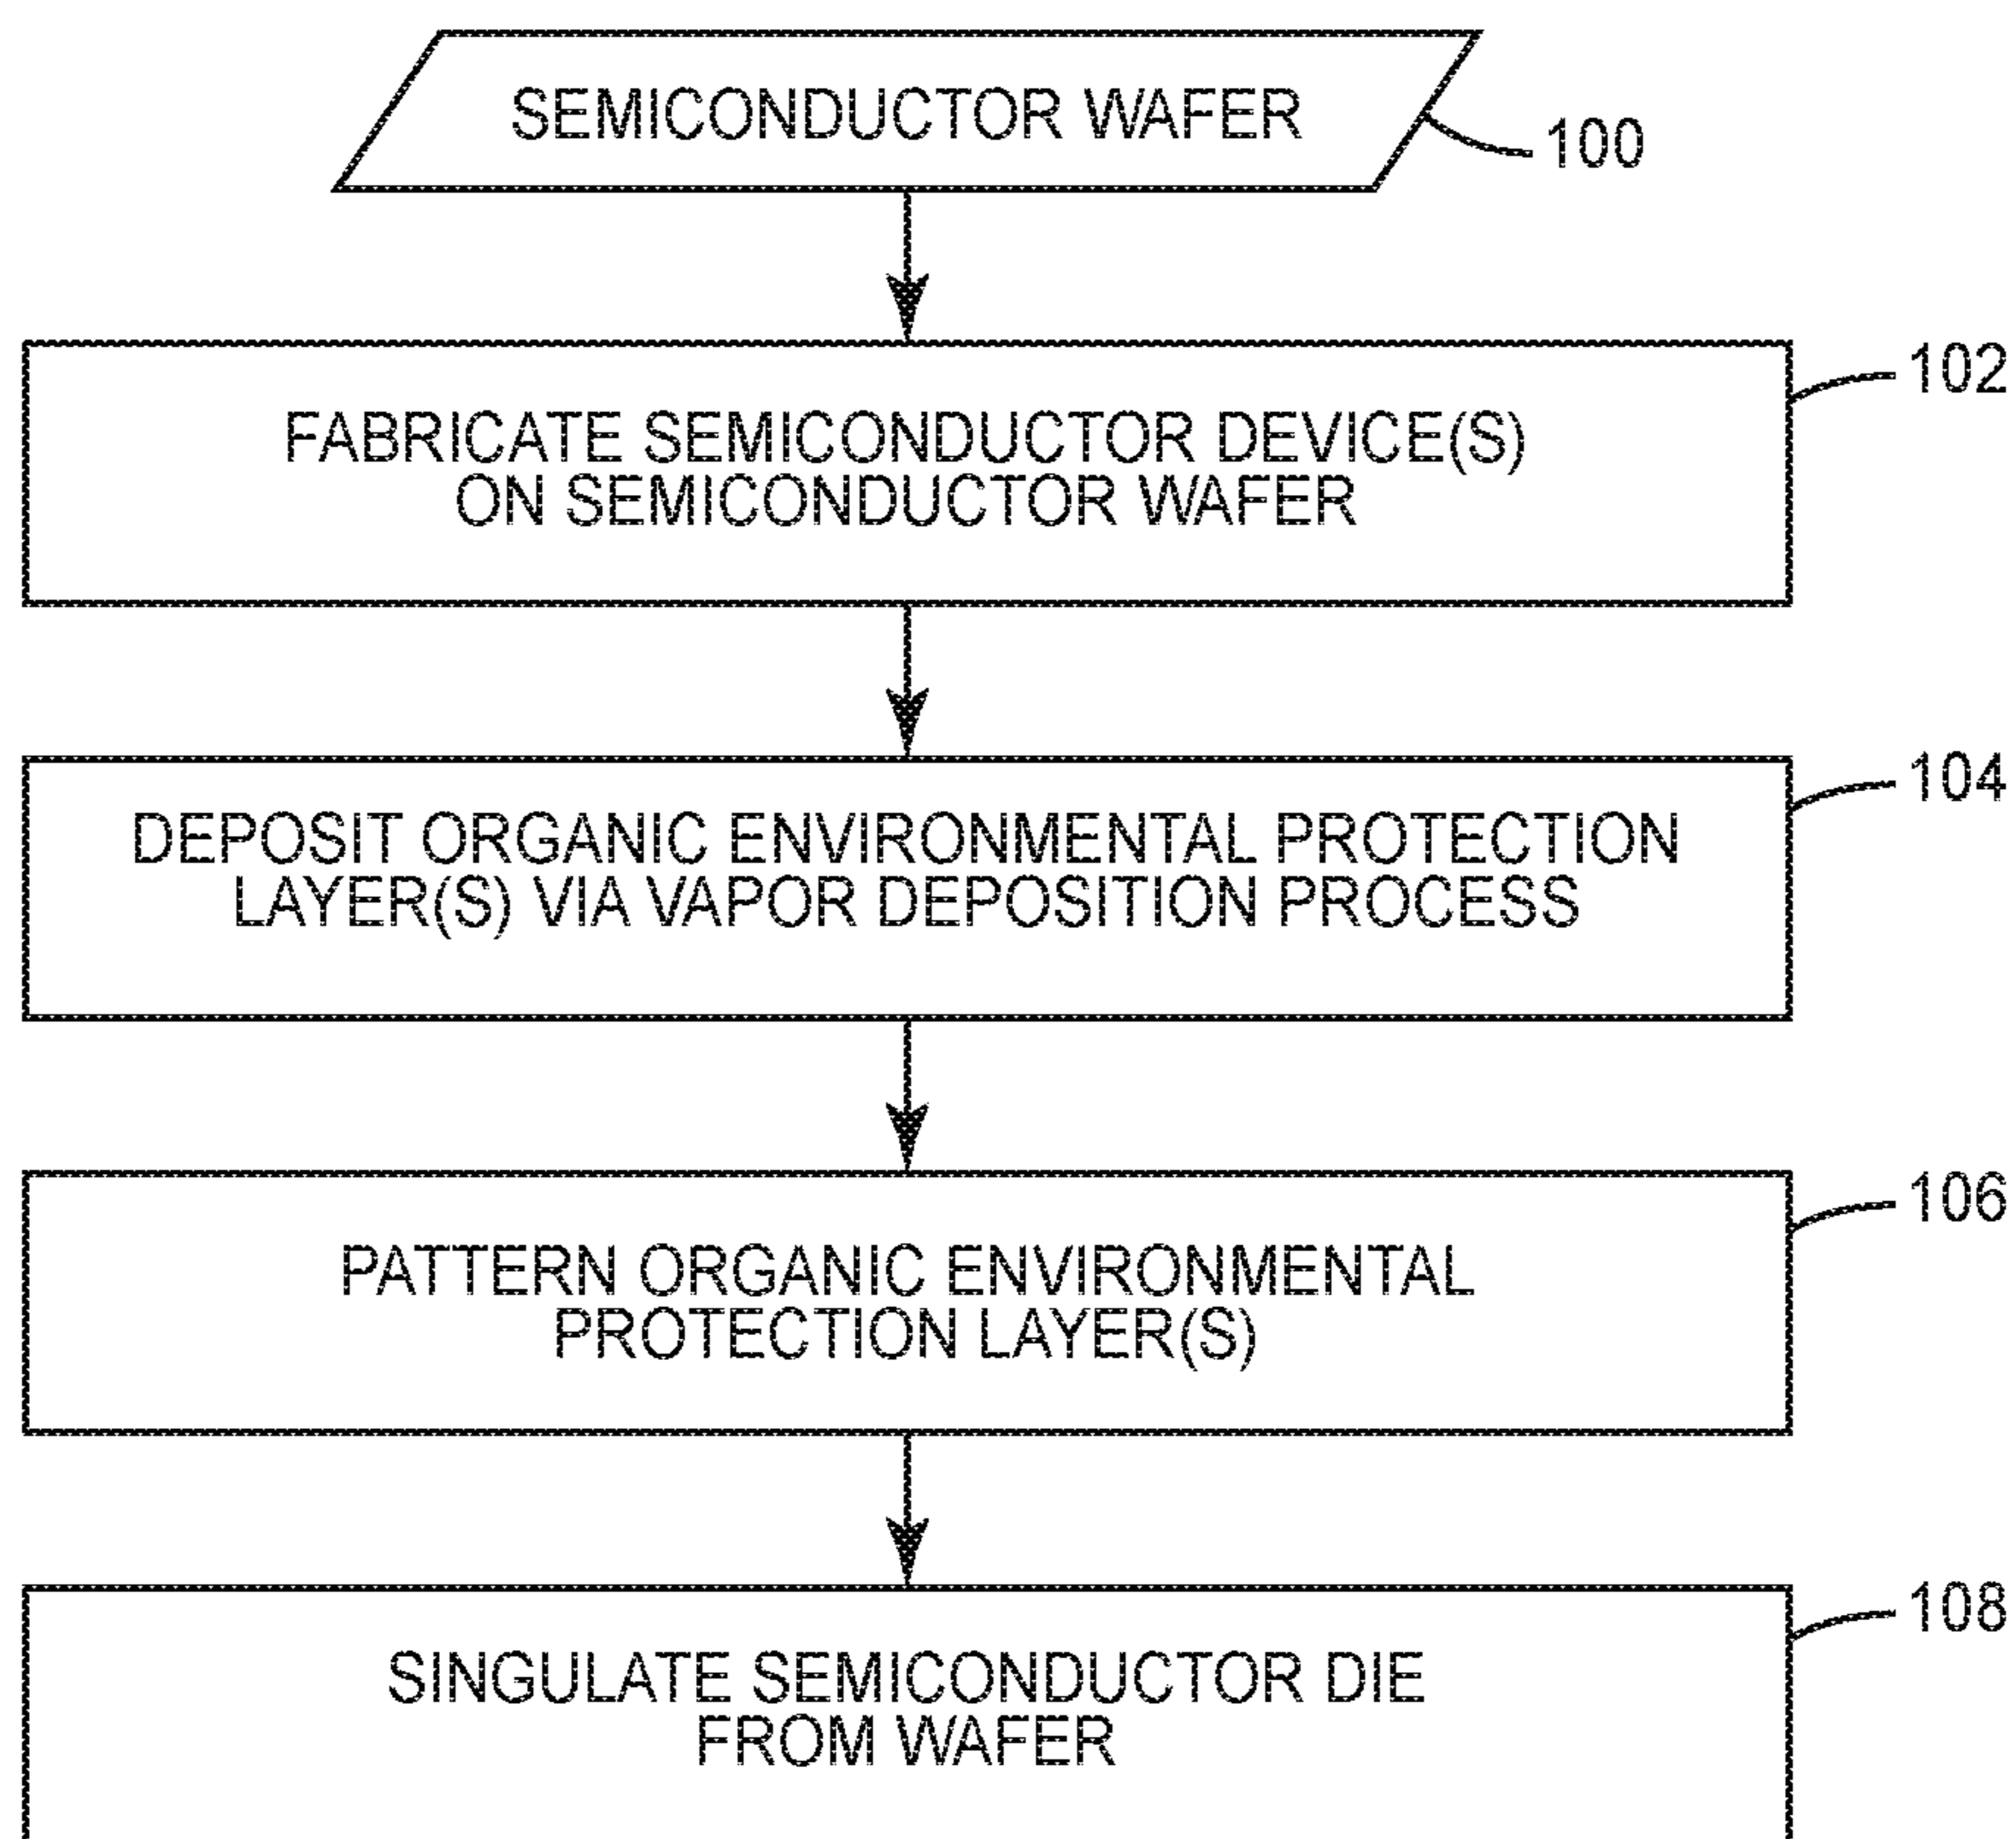 SEMICONDUCTOR WAFER
100
102
FABRICATE SEMICONDUCTOR DEVICE(S)
ON SEMICONDUCTOR WAFER
104
DEPOSIT ORGANIC ENVIRONMENTAL PROTECTION
LAYER(S) VIA VAPOR DEPOSITION PROCESS
106
PATTERN ORGANIC ENVIRONMENTAL
PROTECTION LAYER(S)
108
SINGULATE SEMICONDUCTOR DIE
FROM WAFER